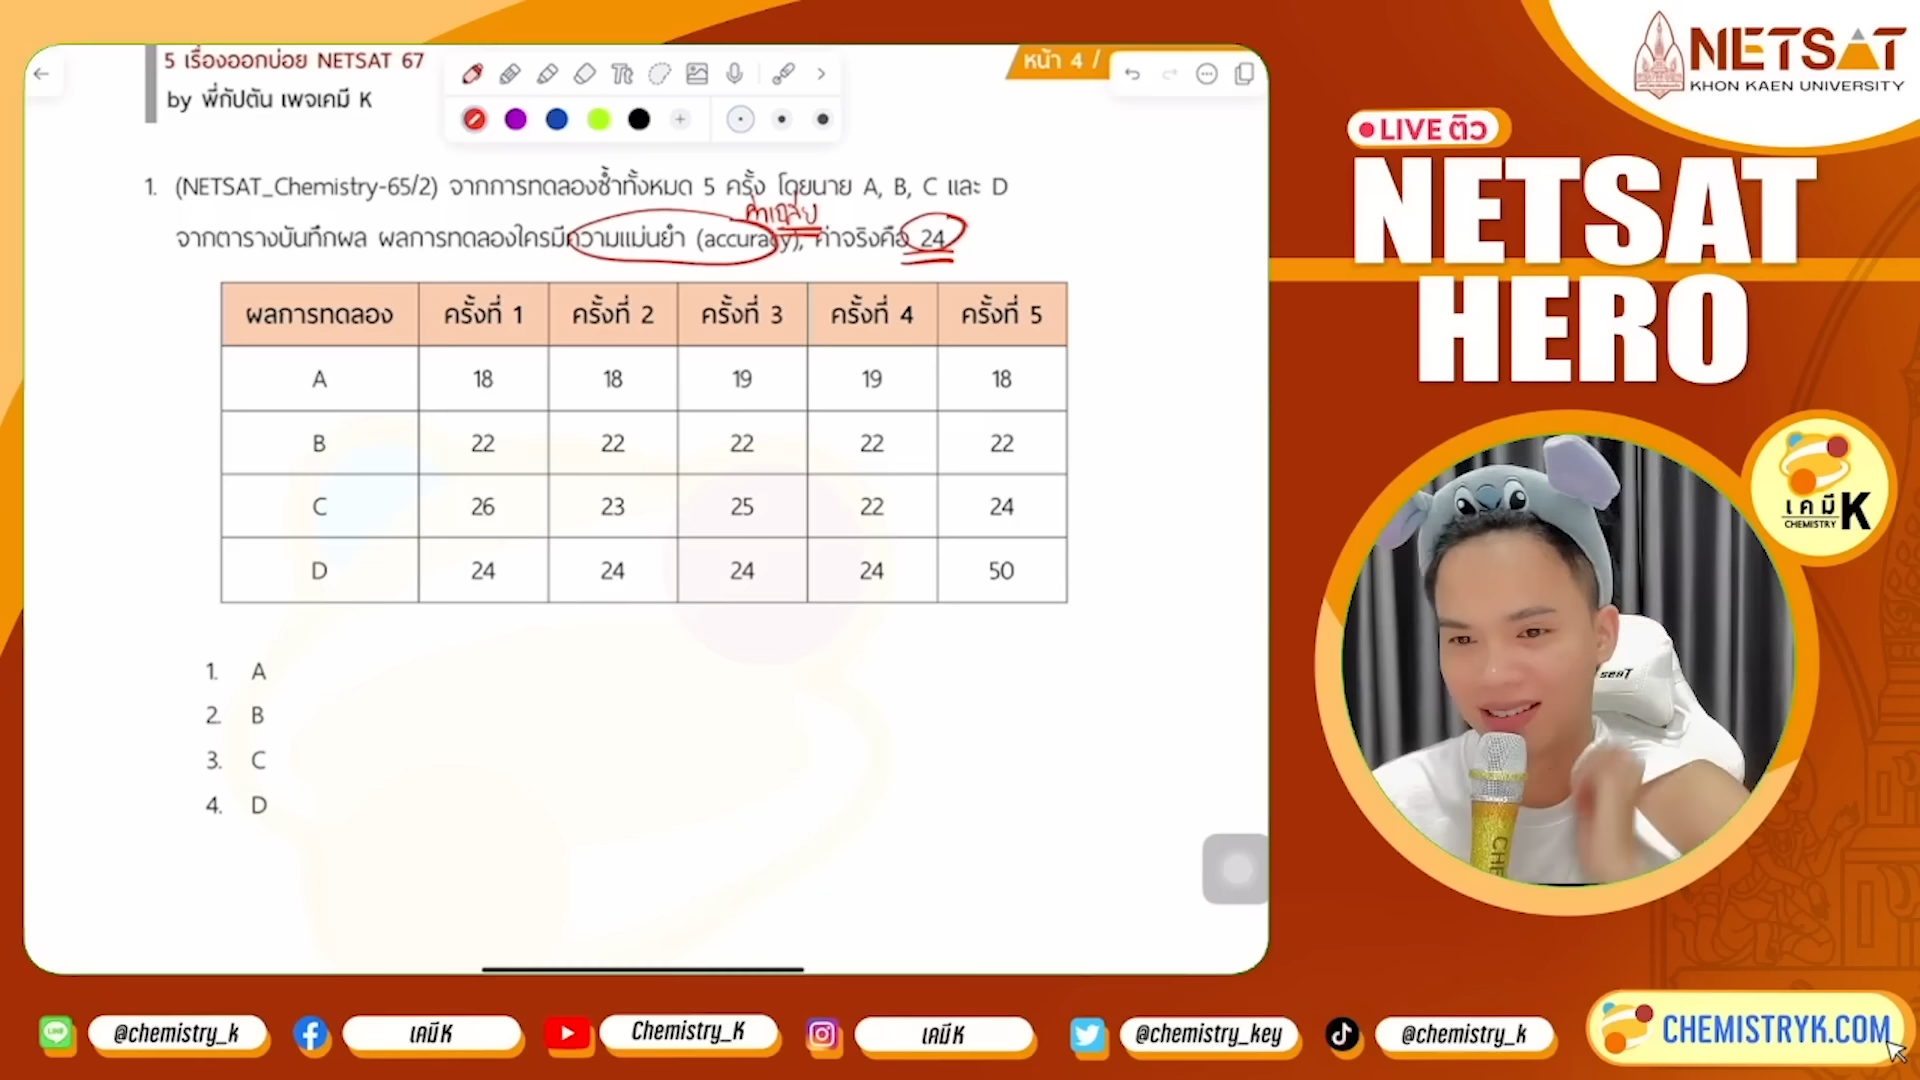 5 เรื่องออกบ่อย NETSAT 67
by พี่กัปตัน เพจเคมี K
หน้า 4 /
1. (NETSAT_Chemistry-65/2) จากการทดลองซ้ำทั้งหมด 5 ครั้ง โดยนาย A, B, C และ D
ค่าเฉลี่ย
จากตารางบันทึกผล ผลการทดลองใครมีความแม่นยำ (accuracy), ค่าจริงคือ 24
ผลการทดลอง ครั้งที่ 1 ครั้งที่ 2 ครั้งที่ 3 ครั้งที่ 4 ครั้งที่ 5
A 18 18 19 19 18
B 22 22 22 22 22
C 26 23 25 22 24
D 24 24 24 24 50
1. A
2. B
3. C
4. D
NETSAT
KHON KAEN UNIVERSITY
LIVE ติว
NETSAT
HERO
เคมี K
CHEMISTRY
seaT
CHE
LINE
@chemistry_k
เคมี K
Chemistry_K
เคมี K
@chemistry_key
@chemistry_k
CHEMISTRYK.COM